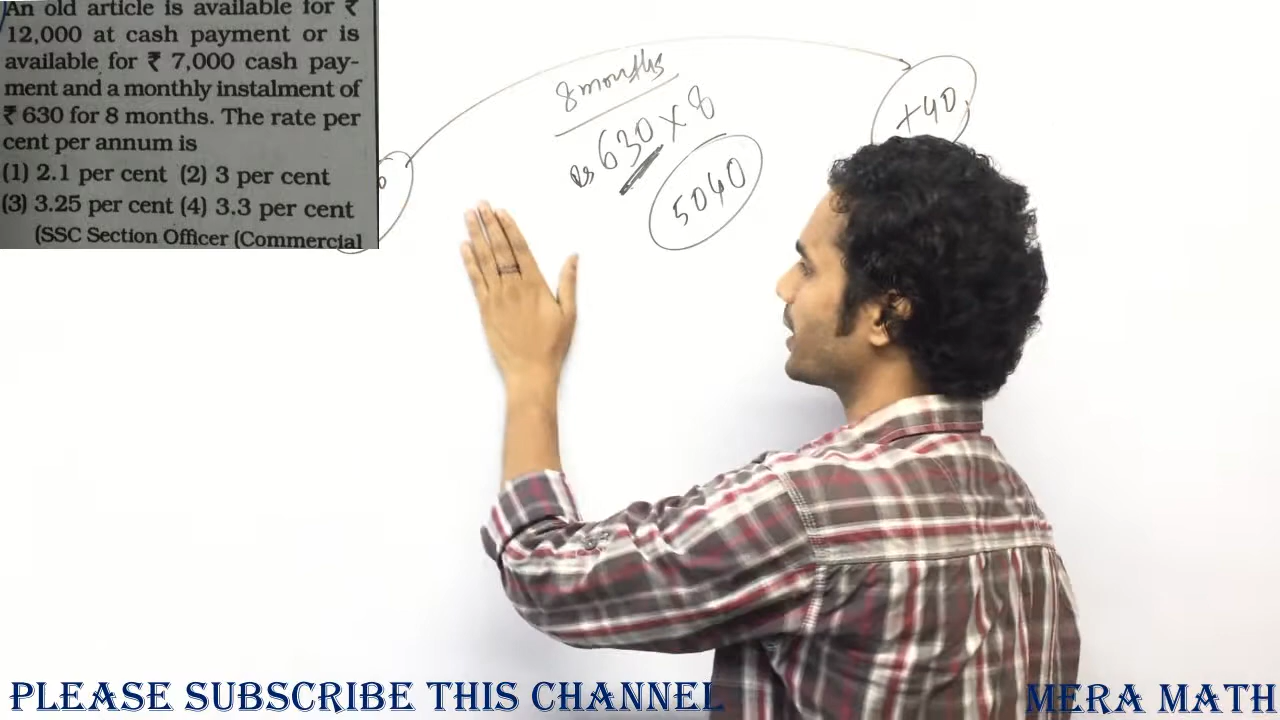 An old article is available for ₹
12,000 at cash payment or is
available for ₹ 7,000 cash pay-
ment and a monthly instalment of
₹ 630 for 8 months. The rate per
cent per annum is
(1) 2.1 per cent (2) 3 per cent
(3) 3.25 per cent (4) 3.3 per cent
(SSC Section Officer (Commercial
8 months
Rs 630 x 8
5040
+40
PLEASE SUBSCRIBE THIS CHANNEL
MERA MATH